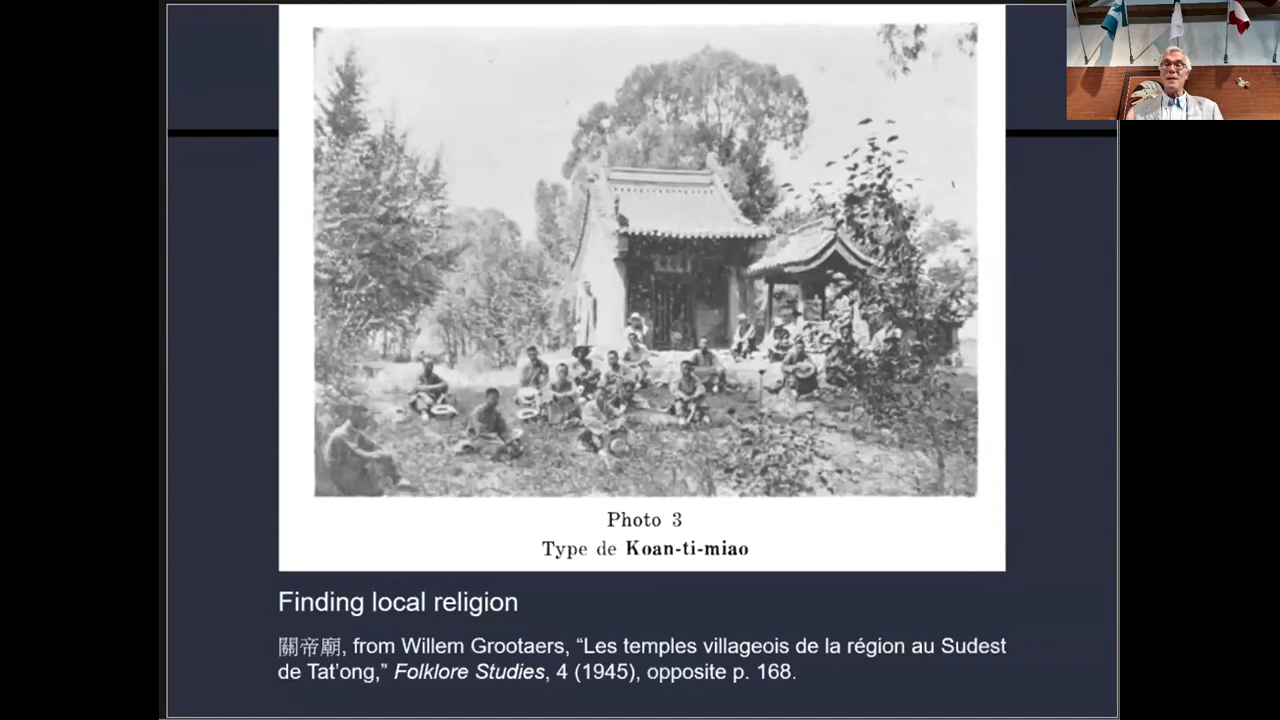 Photo 3
Type de Koan-ti-miao
Finding local religion
關帝廟, from Willem Grootaers, “Les temples villageois de la région au Sudest
de Tat’ong,” Folklore Studies, 4 (1945), opposite p. 168.